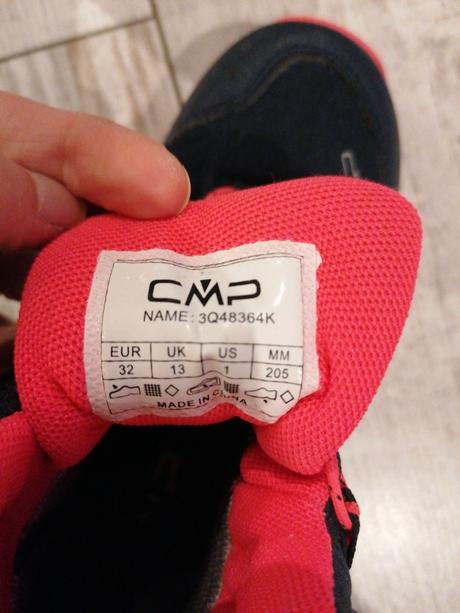 CMP
NAME: 3Q48364K
EUR UK US MM
32 13 1 205
MADE IN CHINA